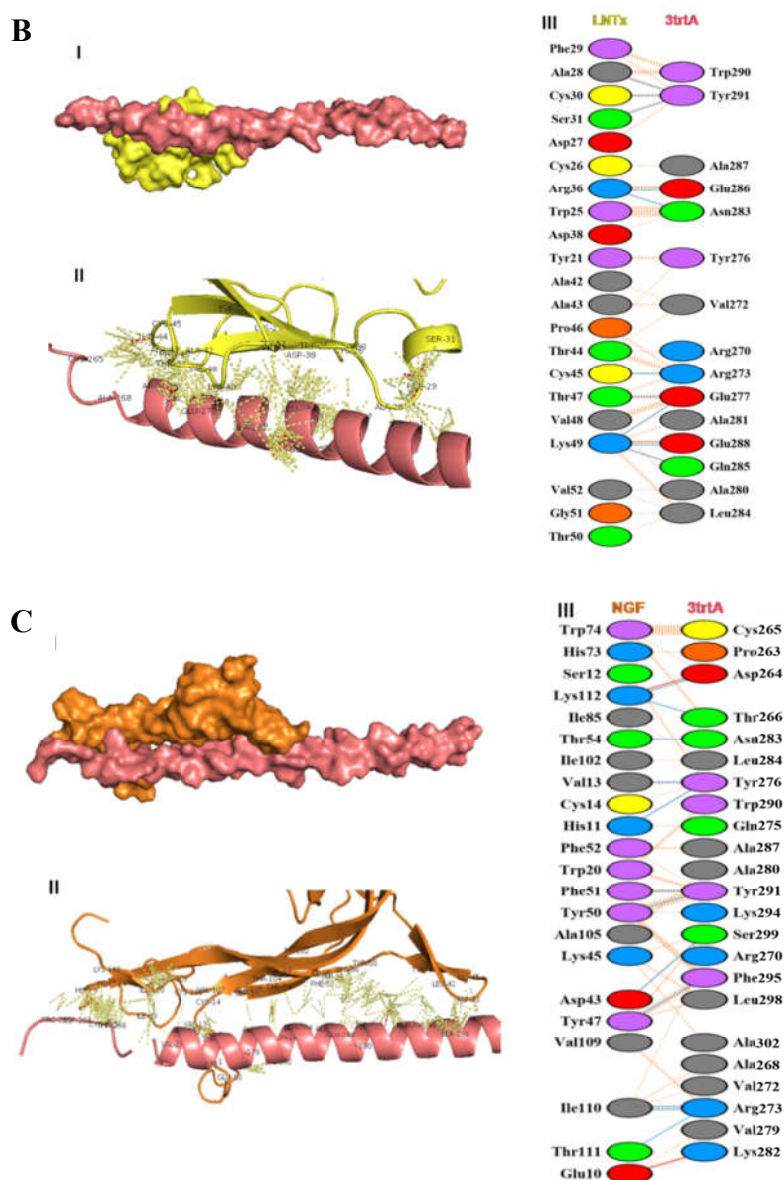 B
I
II
SER-31
ASP-38
III
LNTx 3trtA
Phe29
Ala28 Trp290
Cys30 Tyr291
Ser31
Asp27
Cys26 Ala287
Arg36 Glu286
Trp25 Asn283
Asp38
Tyr21 Tyr276
Ala42
Ala43 Val272
Pro46
Thr44 Arg270
Cys45 Arg273
Thr47 Glu277
Val48 Ala281
Lys49 Glu288
Gln285
Val52 Ala280
Gly51 Leu284
Thr50
C
I
II
III
NGF 3trtA
Trp74 Cys265
His73 Pro263
Ser12 Asp264
Lys112
Ile85 Thr266
Thr54 Asn283
Ile102 Leu284
Val13 Tyr276
Cys14 Trp290
His11 Gln275
Phe52 Ala287
Trp20 Ala280
Phe51 Tyr291
Tyr50 Lys294
Ala105 Ser299
Lys45 Arg270
Phe295
Asp43 Leu298
Tyr47
Val109 Ala302
Ala268
Val272
Ile110 Arg273
Val279
Thr111 Lys282
Glu10